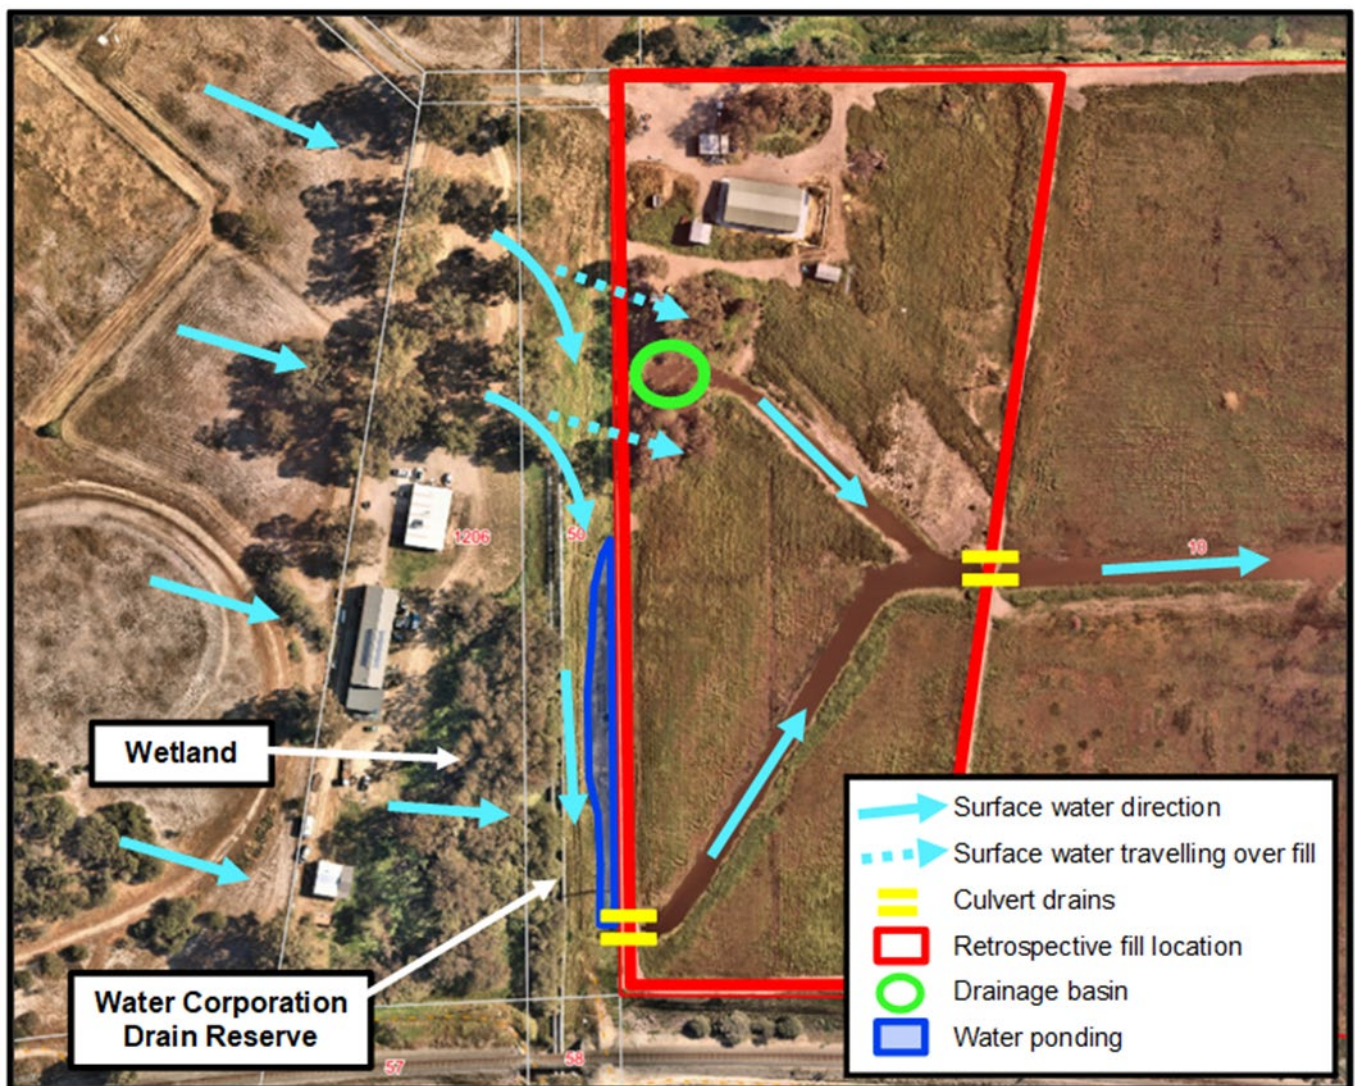 1206
50
10
Wetland
Water Corporation
Drain Reserve
57
58
Surface water direction
Surface water travelling over fill
Culvert drains
Retrospective fill location
Drainage basin
Water ponding